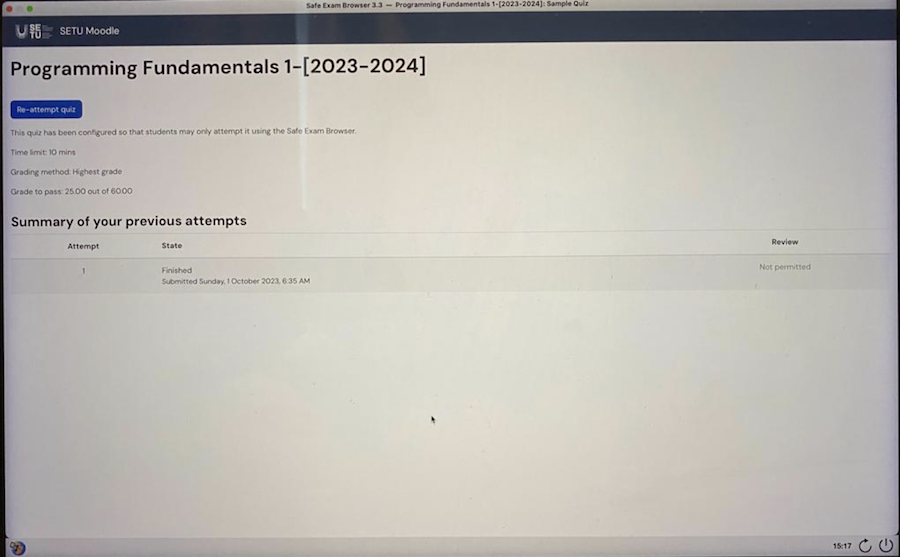 Safe Exam Browser 3.3 — Programming Fundamentals 1-[2023-2024]: Sample Quiz
SETU SETU Moodle
Programming Fundamentals 1-[2023-2024]
Re-attempt quiz
This quiz has been configured so that students may only attempt it using the Safe Exam Browser.
Time limit: 10 mins
Grading method: Highest grade
Grade to pass: 25.00 out of 60.00
Summary of your previous attempts
Attempt State Review
1 Finished Not permitted
Submitted Sunday, 1 October 2023, 6:35 AM
15:17